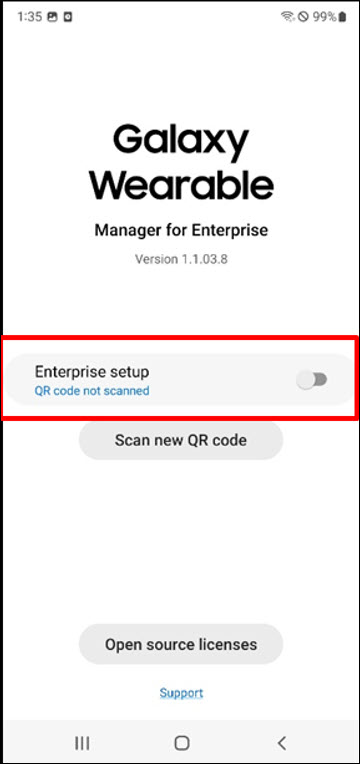 1:35 99%
Galaxy
Wearable
Manager for Enterprise
Version 1.1.03.8
Enterprise setup
QR code not scanned
Scan new QR code
Open source licenses
Support